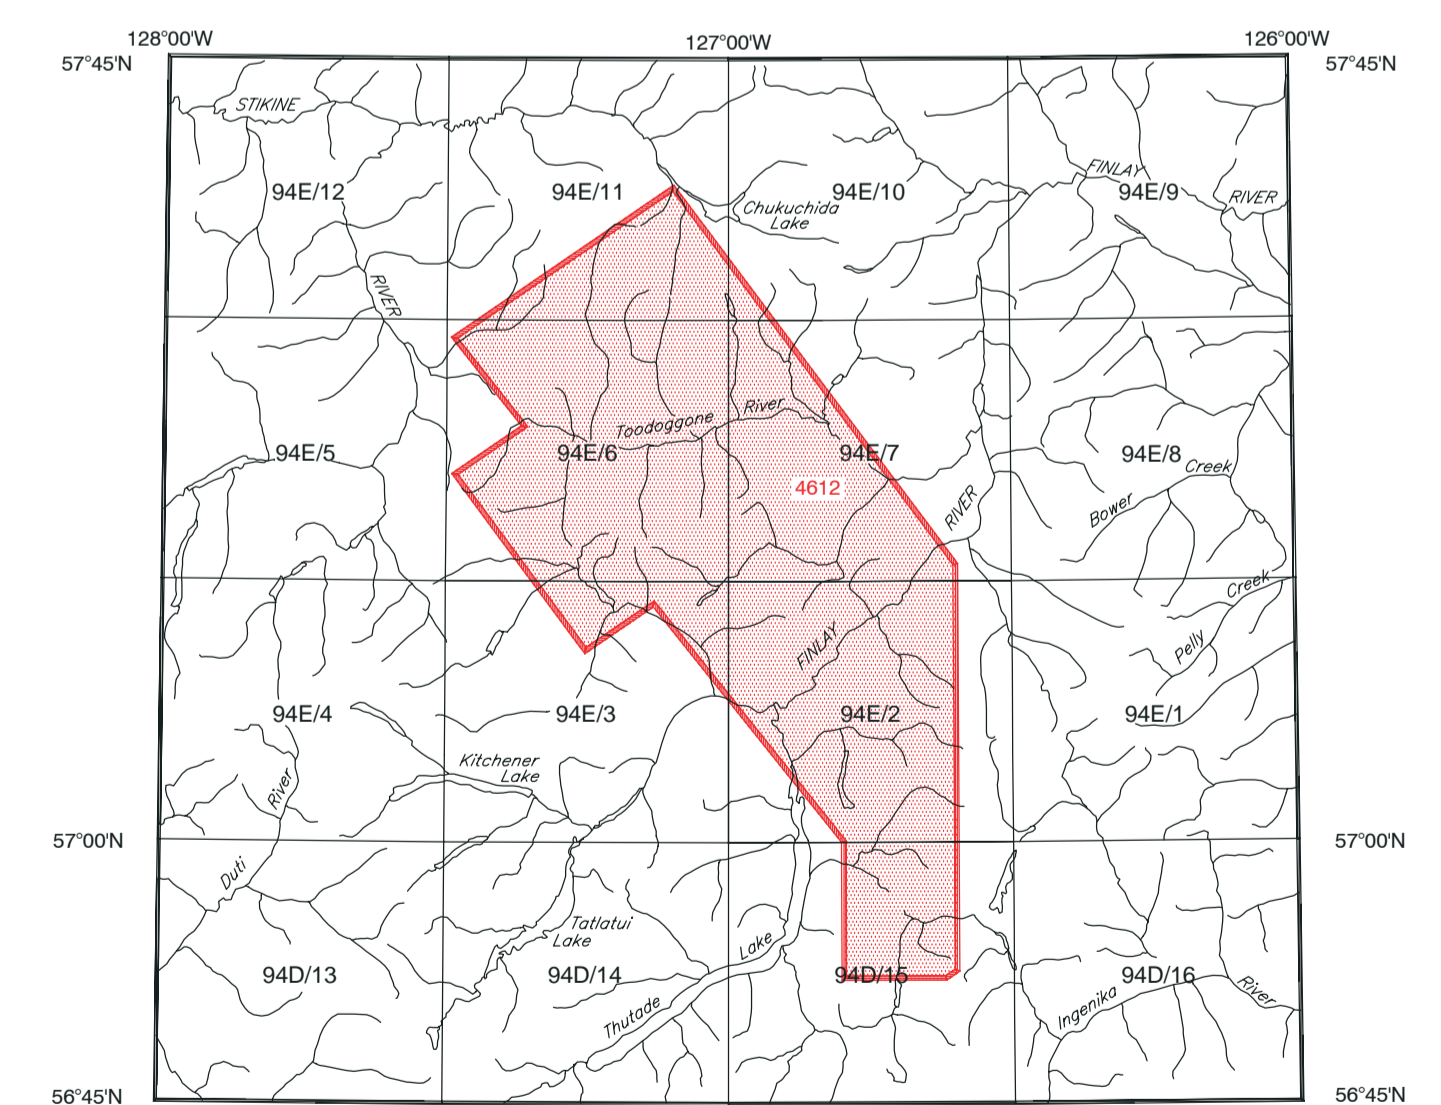 128°00'W
127°00'W
126°00'W
57°45'N
57°45'N
STIKINE
FINLAY
94E/12
94E/11
94E/10
94E/9
RIVER
Chukuchida
Lake
RIVER
River
Toodoggone
94E/5
94E/6
94E/7
94E/8
Creek
4612
Bower
RIVER
Creek
Pelly
FINLAY
94E/4
94E/3
94E/2
94E/1
Kitchener
Lake
River
57°00'N
57°00'N
Duti
Tatlatui
Lake
Lake
94D/13
94D/14
94D/15
94D/16
River
Ingenika
Thutade
56°45'N
56°45'N